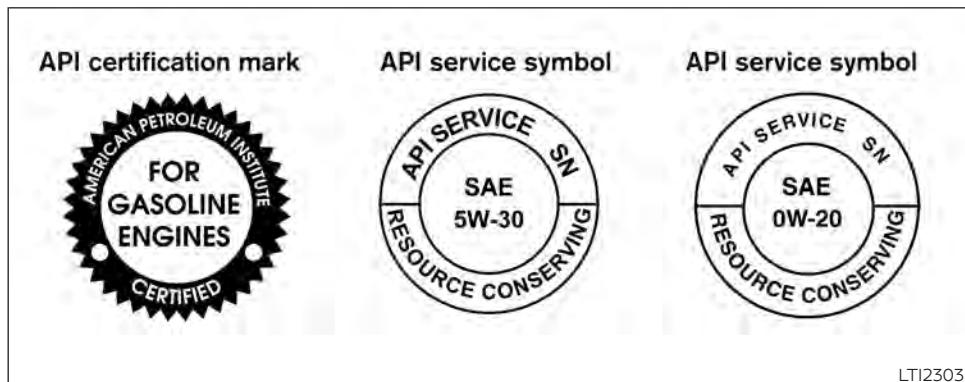 API certification mark
API service symbol
API service symbol
AMERICAN PETROLEUM INSTITUTE
FOR
GASOLINE
ENGINES
CERTIFIED
API SERVICE SN
SAE
5W-30
RESOURCE CONSERVING
API SERVICE SN
SAE
0W-20
RESOURCE CONSERVING
LTI2303